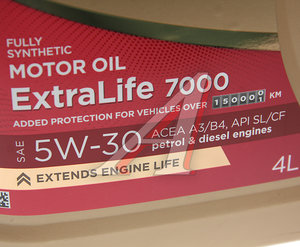 FULLY
SYNTHETIC
MOTOR OIL
ExtraLife 7000
ADDED PROTECTION FOR VEHICLES OVER 150000 KM
SAE 5W-30 ACEA A3/B4, API SL/CF
petrol & diesel engines
EXTENDS ENGINE LIFE
4L